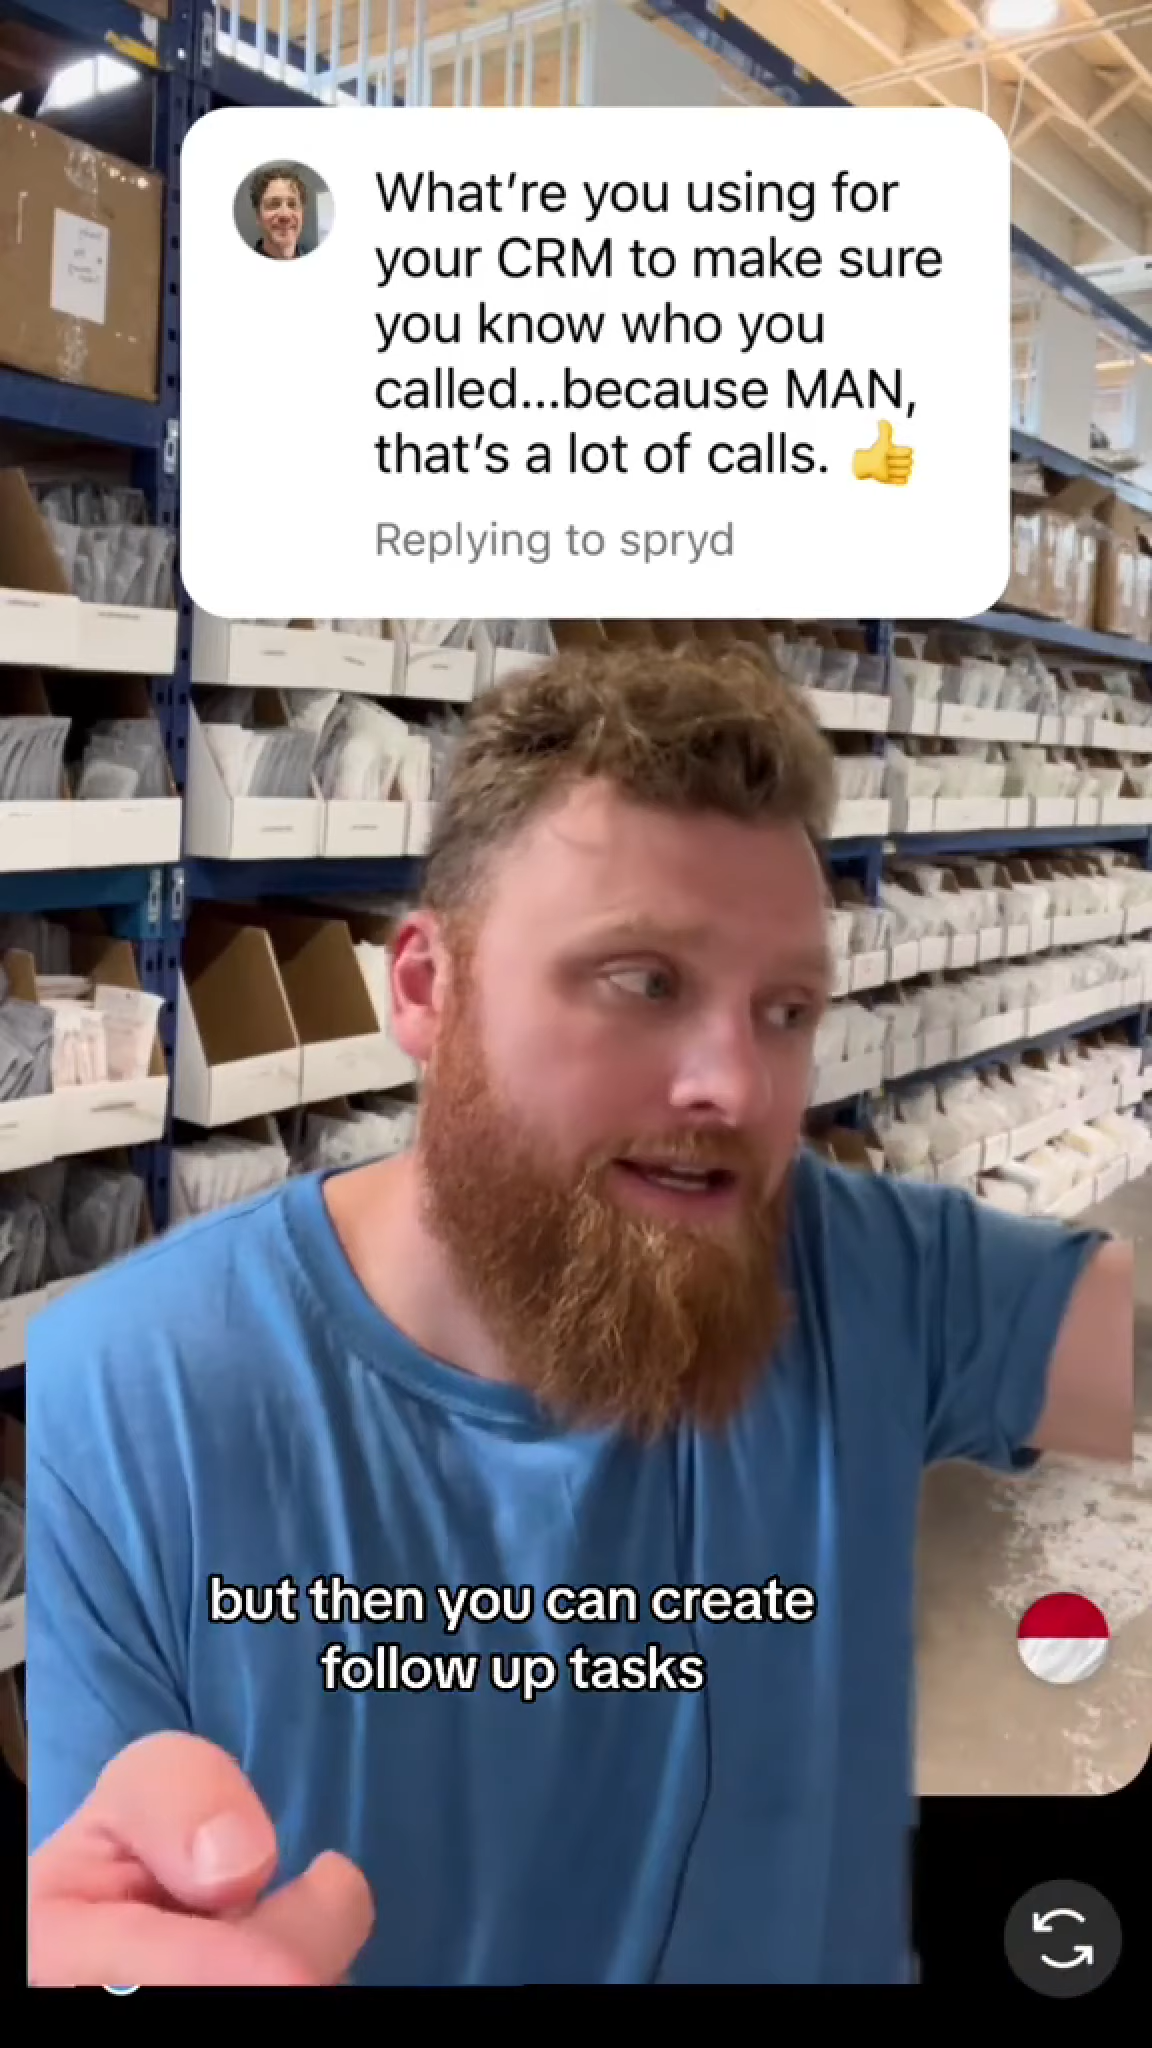 What're you using for
your CRM to make sure
you know who you
called...because MAN,
that's a lot of calls. 👍
Replying to spryd
but then you can create
follow up tasks